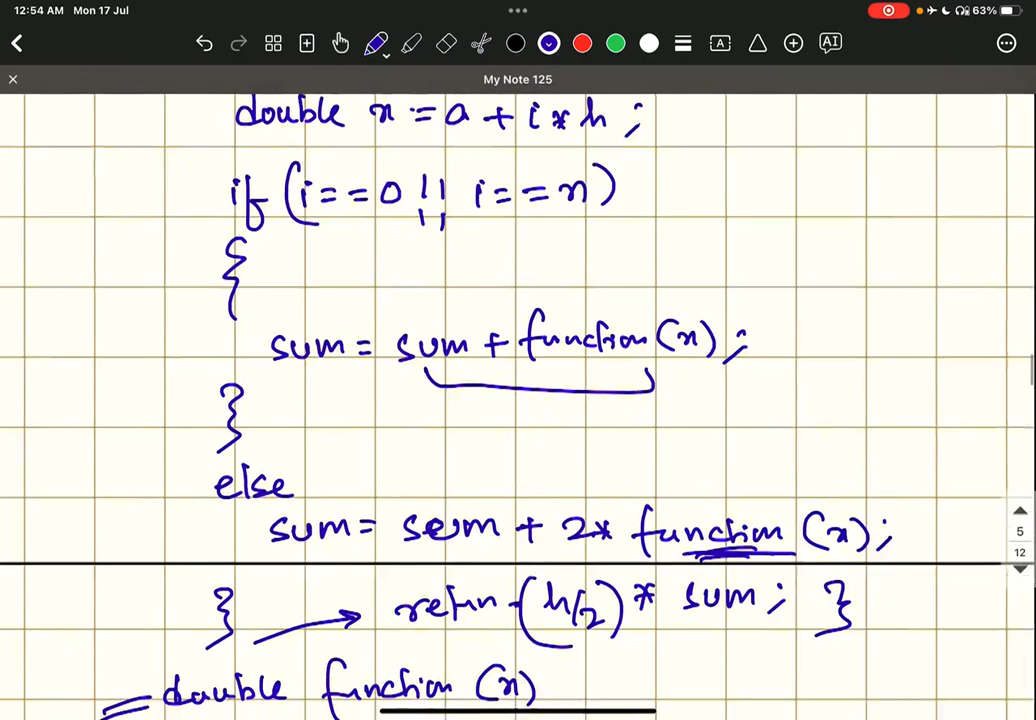 12:54 AM Mon 17 Jul
63%
A
AI
My Note 125
double x = a + i * h ;
if (i==0 || i==n)
{
sum = sum + function (x) ;
}
else
sum = sum + 2* function (x) ;
5
12
} return (h/2) * sum ; }
double function (x)